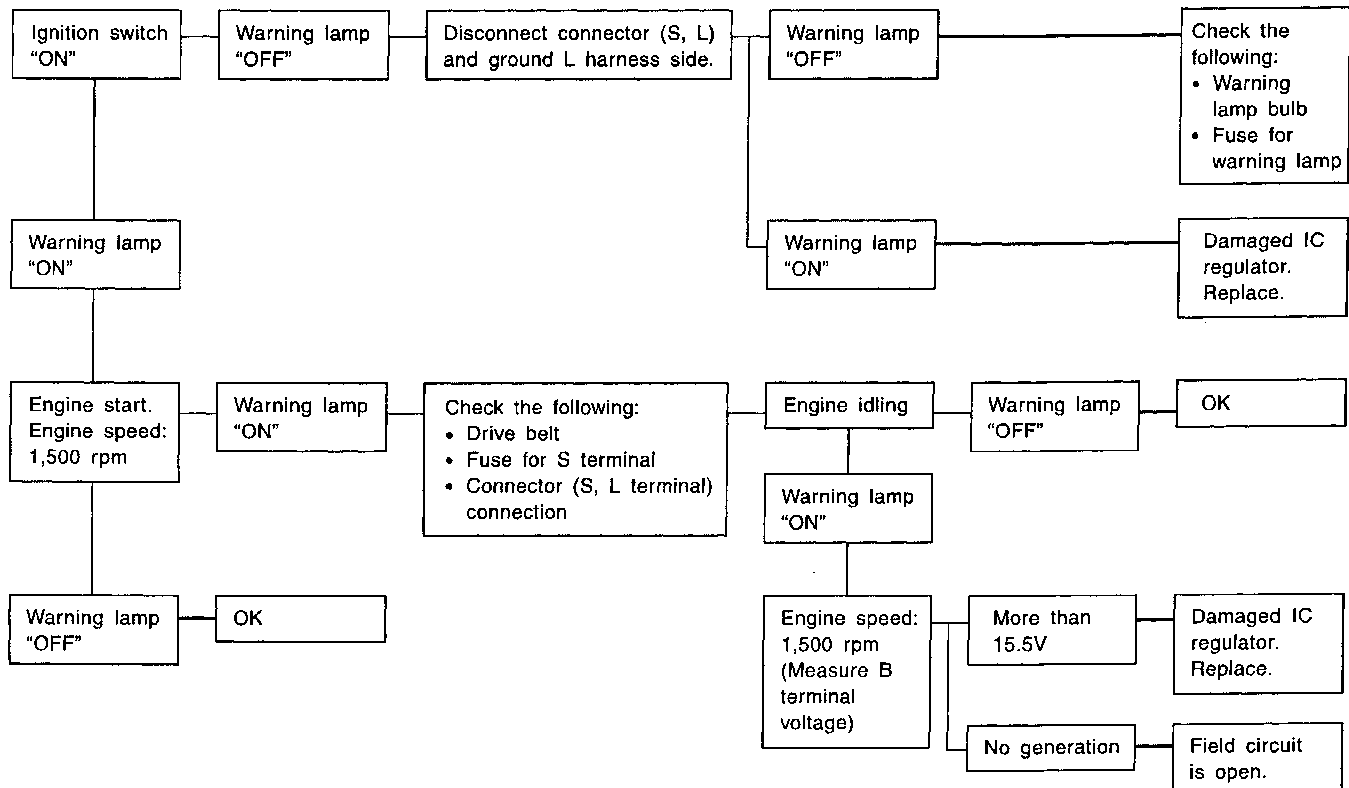 Ignition switch
“ON”
Warning lamp
“OFF”
Disconnect connector (S, L)
and ground L harness side.
Warning lamp
“OFF”
Check the
following:
• Warning
lamp bulb
• Fuse for
warning lamp
Warning lamp
“ON”
Warning lamp
“ON”
Damaged IC
regulator.
Replace.
Engine start.
Engine speed:
1,500 rpm
Warning lamp
“ON”
Check the following:
• Drive belt
• Fuse for S terminal
• Connector (S, L terminal)
connection
Engine idling
Warning lamp
“OFF”
OK
Warning lamp
“ON”
Warning lamp
“OFF”
OK
Engine speed:
1,500 rpm
(Measure B
terminal
voltage)
More than
15.5V
Damaged IC
regulator.
Replace.
No generation
Field circuit
is open.